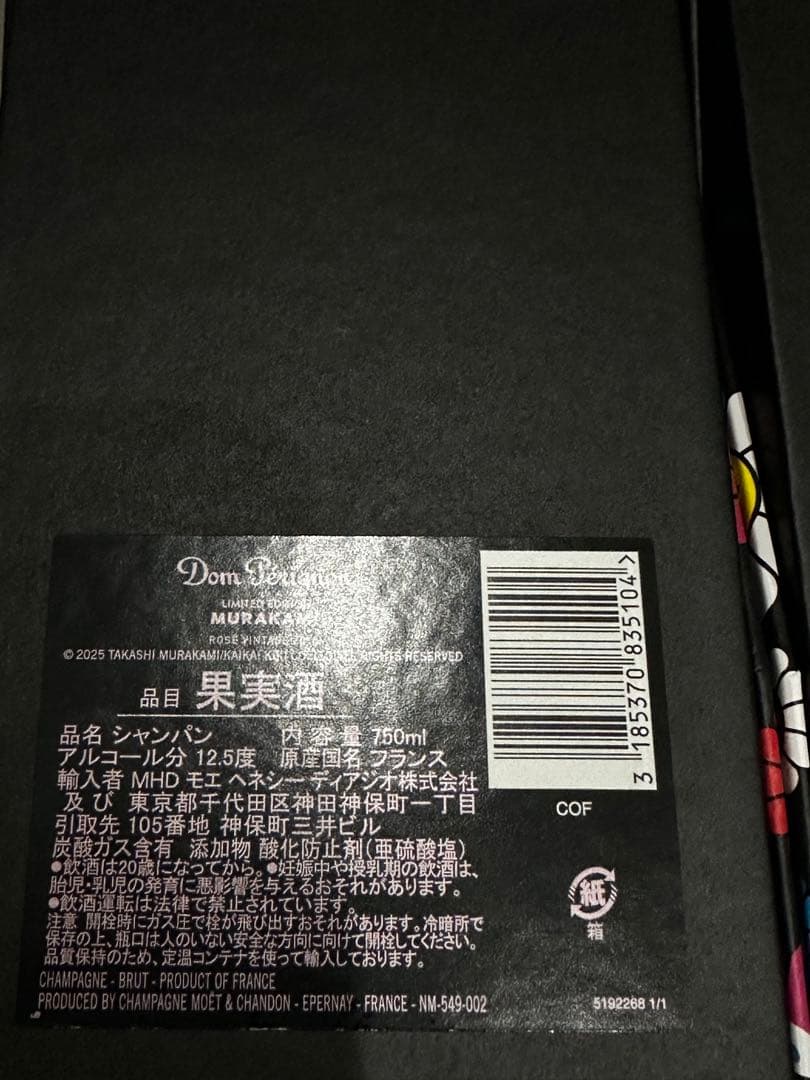 Dom Pérignon
LIMITED EDITION
MURAKAMI
ROSÉ VINTAGE
© 2025 TAKASHI MURAKAMI/KAIKAI KIKI CO., LTD. ALL RIGHTS RESERVED
品目 果実酒
品名 シャンパン 内容量 750ml
アルコール分 12.5度 原産国名 フランス
輸入者 MHD モエ ヘネシー ディアジオ株式会社
及び 東京都千代田区神田神保町一丁目
引取先 105番地 神保町三井ビル
炭酸ガス含有 添加物 酸化防止剤(亜硫酸塩)
●飲酒は20歳になってから。●妊娠中や授乳期の飲酒は、
胎児・乳児の発育に悪影響を与えるおそれがあります。
●飲酒運転は法律で禁止されています。
注意 開栓時にガス圧で栓が飛び出すおそれがあります。冷暗所で
保存の上、瓶口は人のいない安全な方向に向けて開栓してください。
品質保持のため、定温コンテナを使って輸入しております。
CHAMPAGNE - BRUT - PRODUCT OF FRANCE
PRODUCED BY CHAMPAGNE MOËT & CHANDON - EPERNAY - FRANCE - NM-549-002
3 185370 835104 >
COF
紙
箱
5192268 1/1